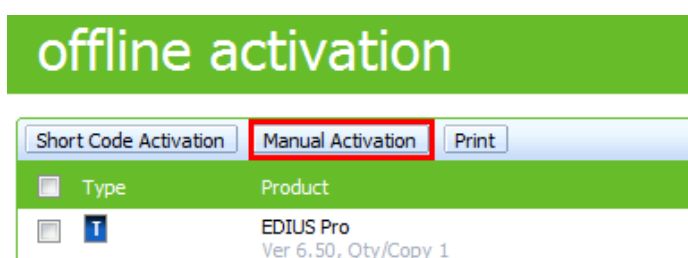 offline activation
Short Code Activation Manual Activation Print
Type Product
T EDIUS Pro
Ver 6.50, Qty/Copy 1